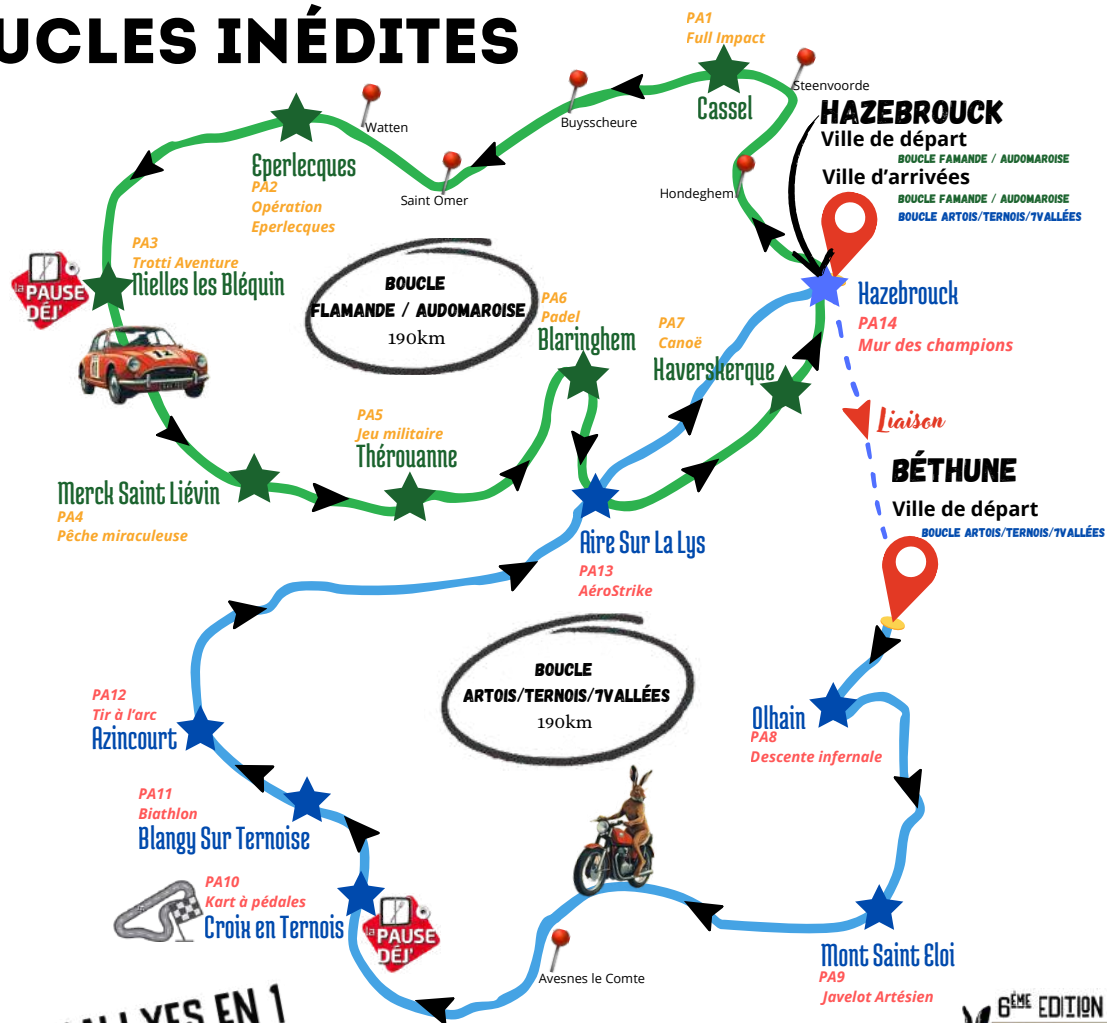 UCLES INÉDITES
PA1
Full Impact
Cassel
Steenvoorde
Buysscheure
Watten
Saint Omer
Hondeghem
Eperlecques
PA2
Opération
Eperlecques
HAZEBROUCK
Ville de départ
BOUCLE FAMANDE / AUDOMAROISE
Ville d'arrivées
BOUCLE FAMANDE / AUDOMAROISE
BOUCLE ARTOIS/TERNOIS/7VALLÉES
PA3
Trotti Aventure
Nielles les Bléquin
la PAUSE
DÉJ'
BOUCLE
FLAMANDE / AUDOMAROISE
190km
PA6
Padel
Blaringhem
PA7
Canoë
Haverskerque
Hazebrouck
PA14
Mur des champions
12
Liaison
PA5
Jeu militaire
Thérouanne
Merck Saint Liévin
PA4
Pêche miraculeuse
BÉTHUNE
Ville de départ
BOUCLE ARTOIS/TERNOIS/7VALLÉES
Aire Sur La Lys
PA13
AéroStrike
BOUCLE
ARTOIS/TERNOIS/7VALLÉES
190km
PA12
Tir à l'arc
Azincourt
Olhain
PA8
Descente infernale
PA11
Biathlon
Blangy Sur Ternoise
PA10
Kart à pédales
Croix en Ternois
la PAUSE
DÉJ'
Avesnes le Comte
Mont Saint Eloi
PA9
Javelot Artésien
ALLYES EN 1
6ÈME EDITION